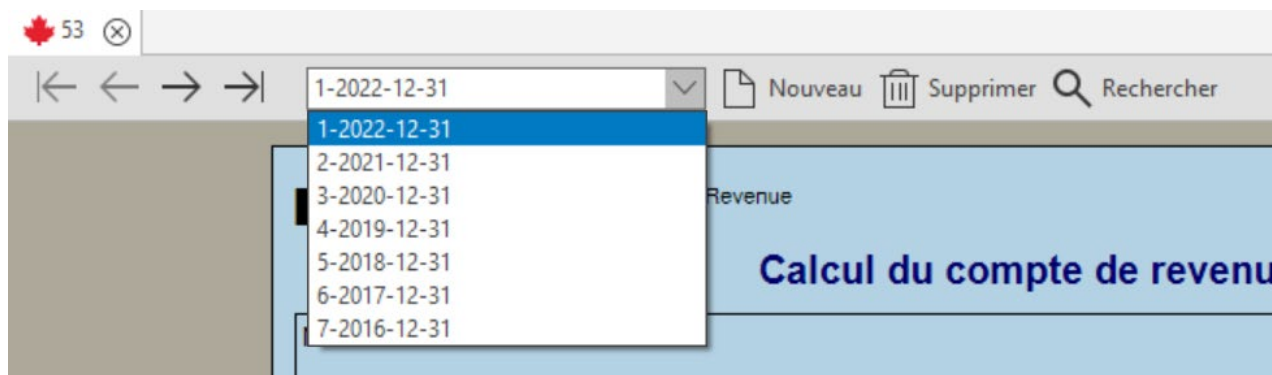 53
1-2022-12-31 Nouveau Supprimer Rechercher
1-2022-12-31
2-2021-12-31
3-2020-12-31
4-2019-12-31
5-2018-12-31
6-2017-12-31
7-2016-12-31
Revenue
Calcul du compte de revenu